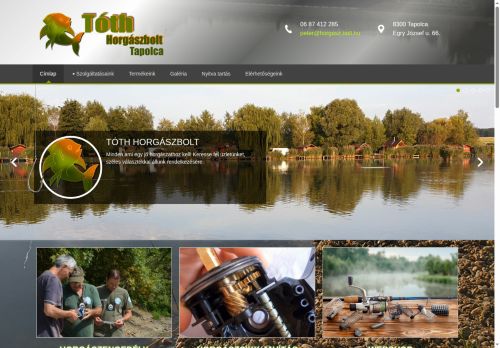 Tóth
Horgászbolt
Tapolca
06 87 412 285
peter@horgasz.bolt.hu
8300 Tapolca
Egry József u. 66.
Címlap
• Szolgáltatásaink
Termékeink
Galéria
Nyitva tartás
Elérhetőségeink
TÓTH HORGÁSZBOLT
Minden ami egy jó horgászathoz kell! Keresse fel üzletünket,
széles választékkal állunk rendelkezésére.